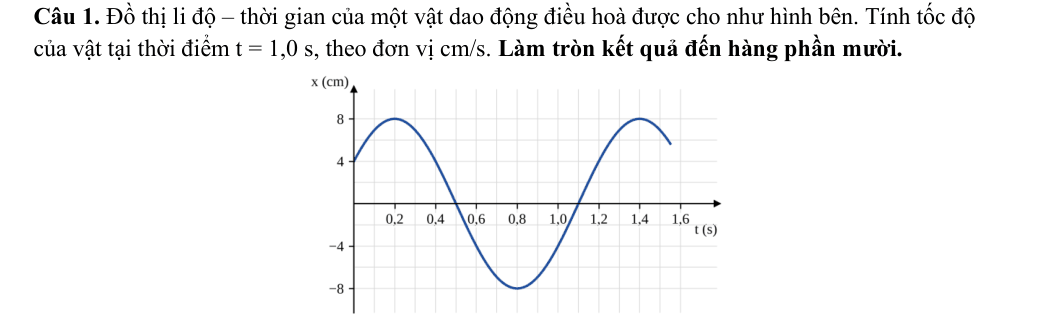 Câu 1. Đồ thị li độ – thời gian của một vật dao động điều hoà được cho như hình bên. Tính tốc độ
của vật tại thời điểm t = 1,0 s, theo đơn vị cm/s. Làm tròn kết quả đến hàng phần mười.
x (cm)
8
4
0,2 0,4 0,6 0,8 1,0 1,2 1,4 1,6
t (s)
−4
−8